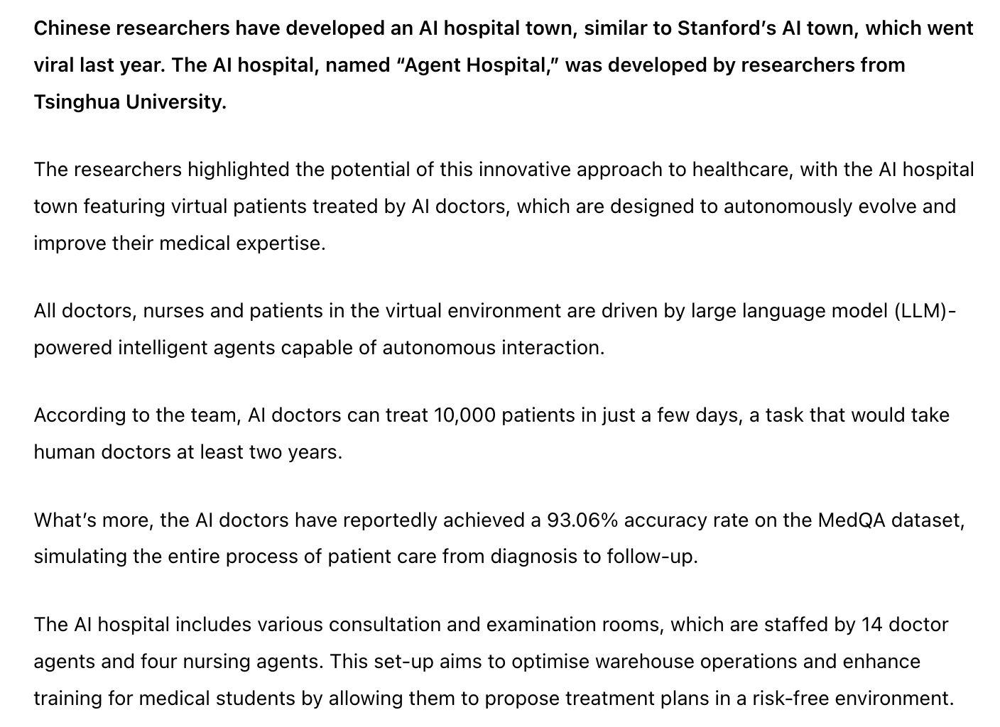 Chinese researchers have developed an AI hospital town, similar to Stanford’s AI town, which went
viral last year. The AI hospital, named “Agent Hospital,” was developed by researchers from
Tsinghua University.
The researchers highlighted the potential of this innovative approach to healthcare, with the AI hospital
town featuring virtual patients treated by AI doctors, which are designed to autonomously evolve and
improve their medical expertise.
All doctors, nurses and patients in the virtual environment are driven by large language model (LLM)-
powered intelligent agents capable of autonomous interaction.
According to the team, AI doctors can treat 10,000 patients in just a few days, a task that would take
human doctors at least two years.
What’s more, the AI doctors have reportedly achieved a 93.06% accuracy rate on the MedQA dataset,
simulating the entire process of patient care from diagnosis to follow-up.
The AI hospital includes various consultation and examination rooms, which are staffed by 14 doctor
agents and four nursing agents. This set-up aims to optimise warehouse operations and enhance
training for medical students by allowing them to propose treatment plans in a risk-free environment.